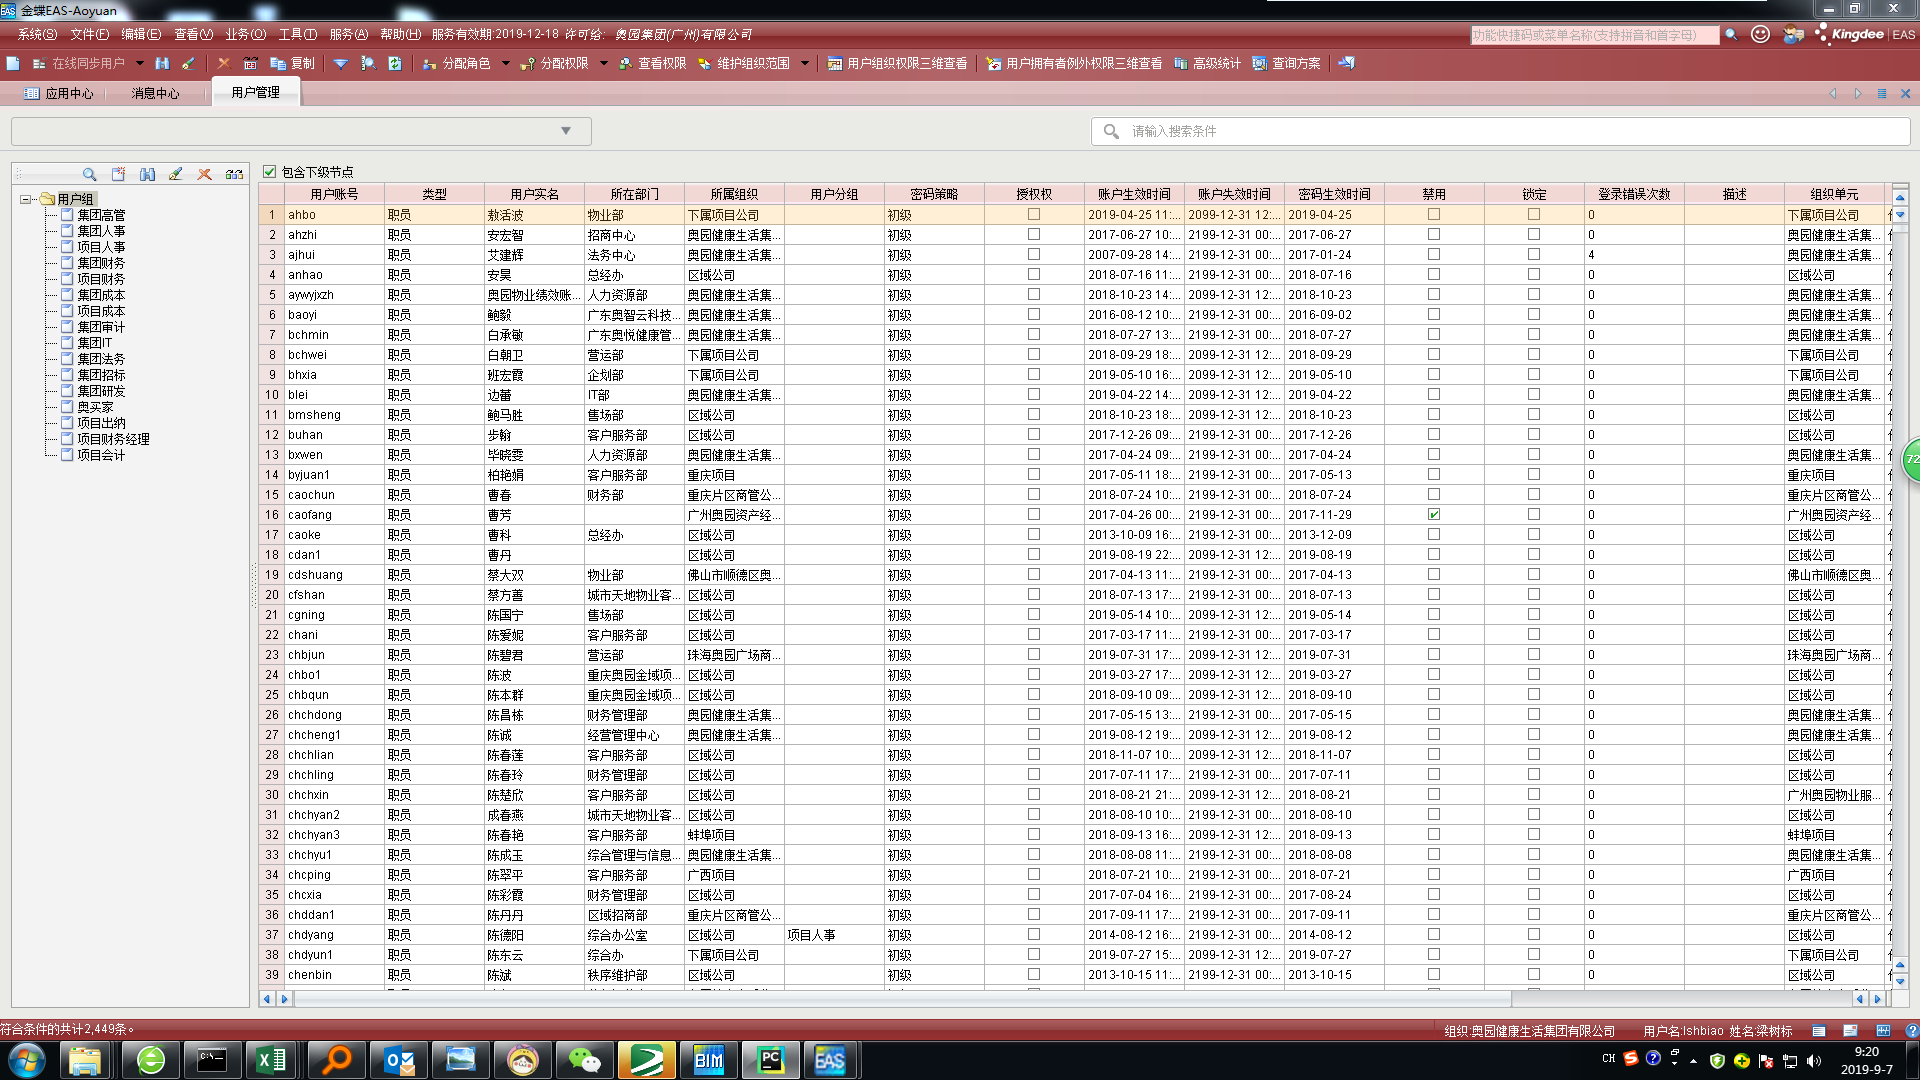 金蝶EAS-Aoyuan
系统(S) 文件(F) 编辑(E) 查看(V) 业务(O) 工具(T) 服务(A) 帮助(H) 服务有效期:2019-12-18 许可给: 奥园集团(广州)有限公司
功能快捷码或菜单名称(支持拼音和首字母) Kingdee EAS
在线同步用户 复制 分配角色 分配权限 查看权限 维护组织范围 用户组织权限三维查看 用户拥有者例外权限三维查看 高级统计 查询方案
应用中心 消息中心 用户管理
请输入搜索条件
用户组
集团高管
集团人事
项目人事
集团财务
项目财务
集团成本
项目成本
集团审计
集团IT
集团法务
集团招标
集团研发
奥买家
项目出纳
项目财务经理
项目会计
包含下级节点
用户账号 类型 用户实名 所在部门 所属组织 用户分组 密码策略 授权权 账户生效时间 账户失效时间 密码生效时间 禁用 锁定 登录错误次数 描述 组织单元
1 ahbo 职员 敖活波 物业部 下属项目公司 初级 2019-04-25 11:... 2099-12-31 12:... 2019-04-25 0 下属项目公司
2 ahzhi 职员 安宏智 招商中心 奥园健康生活集... 初级 2017-06-27 10:... 2199-12-31 00:... 2017-06-27 0 奥园健康生活集...
3 ajhui 职员 艾建辉 法务中心 奥园健康生活集... 初级 2007-09-28 14:... 2199-12-31 00:... 2017-01-24 4 奥园健康生活集...
4 anhao 职员 安昊 总经办 区域公司 初级 2018-07-16 11:... 2199-12-31 00:... 2018-07-16 0 区域公司
5 aywyjxzh 职员 奥园物业绩效账... 人力资源部 奥园健康生活集... 初级 2018-10-23 14:... 2099-12-31 12:... 2018-10-23 0 奥园健康生活集...
6 baoyi 职员 鲍毅 广东奥智云科技... 奥园健康生活集... 初级 2016-08-12 10:... 2199-12-31 00:... 2016-09-02 0 奥园健康生活集...
7 bchmin 职员 白承敏 广东奥悦健康管... 奥园健康生活集... 初级 2018-07-27 13:... 2199-12-31 00:... 2018-07-27 0 奥园健康生活集...
8 bchwei 职员 白朝卫 营运部 下属项目公司 初级 2018-09-29 18:... 2099-12-31 12:... 2018-09-29 0 下属项目公司
9 bhxia 职员 班宏霞 企划部 下属项目公司 初级 2019-05-10 16:... 2099-12-31 12:... 2019-05-10 0 下属项目公司
10 blei 职员 边蕾 IT部 奥园健康生活集... 初级 2019-04-22 14:... 2099-12-31 12:... 2019-04-22 0 奥园健康生活集...
11 bmsheng 职员 鲍马胜 售场部 区域公司 初级 2018-10-23 18:... 2099-12-31 12:... 2018-10-23 0 区域公司
12 buhan 职员 步翰 客户服务部 区域公司 初级 2017-12-26 09:... 2199-12-31 00:... 2017-12-26 0 区域公司
13 bxwen 职员 毕晓雯 人力资源部 奥园健康生活集... 初级 2017-04-24 09:... 2199-12-31 00:... 2017-04-24 0 奥园健康生活集...
14 byjuan1 职员 柏艳娟 客户服务部 重庆项目 初级 2017-05-11 18:... 2199-12-31 00:... 2017-05-13 0 重庆项目
15 caochun 职员 曹春 财务部 重庆片区商管公... 初级 2018-07-24 10:... 2199-12-31 00:... 2018-07-24 0 重庆片区商管公...
16 caofang 职员 曹芳 广州奥园资产经... 初级 2017-04-26 00:... 2199-12-31 00:... 2017-11-29 0 广州奥园资产经...
17 caoke 职员 曹科 总经办 区域公司 初级 2013-10-09 16:... 2199-12-31 00:... 2013-12-09 0 区域公司
18 cdan1 职员 曹丹 区域公司 初级 2019-08-19 22:... 2199-12-31 12:... 2019-08-19 0 区域公司
19 cdshuang 职员 蔡大双 物业部 佛山市顺德区奥... 初级 2017-04-13 11:... 2199-12-31 00:... 2017-04-13 0 佛山市顺德区奥...
20 cfshan 职员 蔡方善 城市天地物业客... 区域公司 初级 2018-07-13 17:... 2199-12-31 00:... 2018-07-13 0 区域公司
21 cgning 职员 陈国宁 售场部 区域公司 初级 2019-05-14 10:... 2099-12-31 12:... 2019-05-14 0 区域公司
22 chani 职员 陈爱妮 客户服务部 区域公司 初级 2017-03-17 11:... 2199-12-31 00:... 2017-03-17 0 区域公司
23 chbjun 职员 陈碧君 营运部 珠海奥园广场商... 初级 2019-07-31 17:... 2099-12-31 12:... 2019-07-31 0 珠海奥园广场商...
24 chbo1 职员 陈波 重庆奥园金域项... 区域公司 初级 2019-03-27 17:... 2099-12-31 12:... 2019-03-27 0 区域公司
25 chbqun 职员 陈本群 重庆奥园金域项... 区域公司 初级 2018-09-10 09:... 2099-12-31 12:... 2018-09-10 0 区域公司
26 chchdong 职员 陈昌栋 财务管理部 奥园健康生活集... 初级 2017-05-15 13:... 2199-12-31 00:... 2017-05-15 0 奥园健康生活集...
27 chcheng1 职员 陈诚 经营管理中心 奥园健康生活集... 初级 2019-08-12 19:... 2099-12-31 12:... 2019-08-12 0 奥园健康生活集...
28 chchlian 职员 陈春莲 客户服务部 区域公司 初级 2018-11-07 10:... 2099-12-31 12:... 2018-11-07 0 区域公司
29 chchling 职员 陈春玲 财务管理部 区域公司 初级 2017-07-11 17:... 2199-12-31 00:... 2017-07-11 0 区域公司
30 chchxin 职员 陈楚欣 客户服务部 区域公司 初级 2018-08-21 21:... 2099-12-31 12:... 2018-08-21 0 广州奥园物业服...
31 chchyan2 职员 成春燕 城市天地物业客... 区域公司 初级 2018-08-10 10:... 2199-12-31 00:... 2018-08-10 0 区域公司
32 chchyan3 职员 陈春艳 客户服务部 蚌埠项目 初级 2018-09-13 16:... 2099-12-31 12:... 2018-09-13 0 蚌埠项目
33 chchyu1 职员 陈成玉 综合管理与信息... 奥园健康生活集... 初级 2018-08-08 11:... 2199-12-31 00:... 2018-08-08 0 奥园健康生活集...
34 chcping 职员 陈翠平 客户服务部 广西项目 初级 2018-07-21 10:... 2199-12-31 00:... 2018-07-21 0 广西项目
35 chcxia 职员 陈彩霞 财务管理部 区域公司 初级 2017-07-04 16:... 2199-12-31 00:... 2017-08-24 0 区域公司
36 chddan1 职员 陈丹丹 区域招商部 重庆片区商管公... 初级 2017-09-11 17:... 2199-12-31 00:... 2017-09-11 0 重庆片区商管公...
37 chdyang 职员 陈德阳 综合办公室 区域公司 项目人事 初级 2014-08-12 16:... 2199-12-31 00:... 2014-08-12 0 区域公司
38 chdyun1 职员 陈东云 综合办 下属项目公司 初级 2019-07-27 15:... 2099-12-31 12:... 2019-07-27 0 下属项目公司
39 chenbin 职员 陈斌 秩序维护部 区域公司 初级 2013-10-15 11:... 2199-12-31 00:... 2013-10-15 0 区域公司
72
符合条件的共计2,449条。 组织:奥园健康生活集团有限公司 用户名:lshbiao 姓名:梁树标
BIM PC EAS CH 9:20
2019-9-7